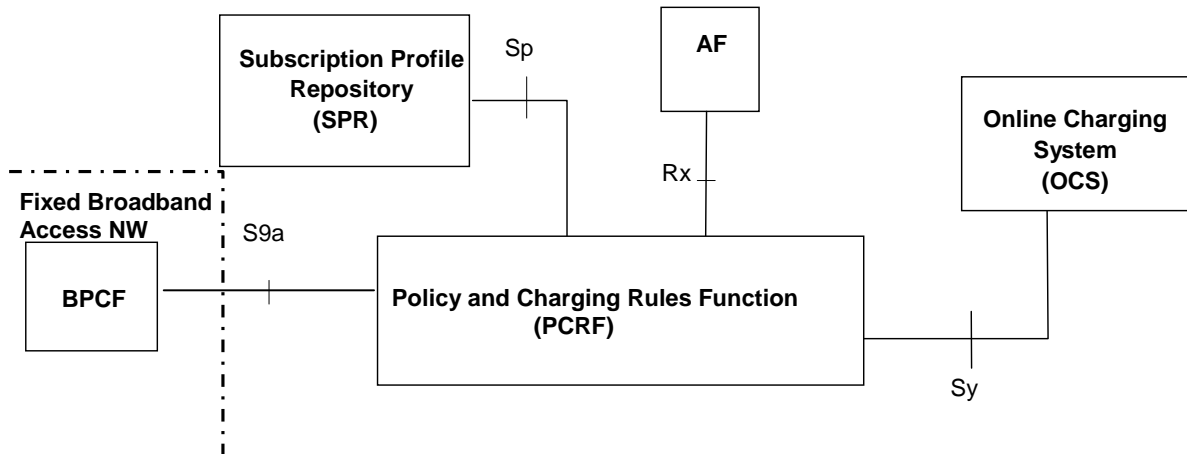 Sp
AF
Subscription Profile
Repository
(SPR)
Online Charging
System
(OCS)
Rx
Fixed Broadband
Access NW
S9a
BPCF
Policy and Charging Rules Function
(PCRF)
Sy